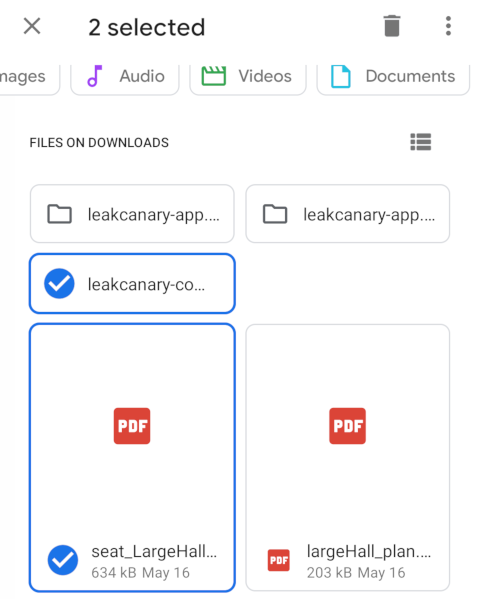 2 selected
mages Audio Videos Documents
FILES ON DOWNLOADS
leakcanary-app.... leakcanary-app....
leakcanary-co...
PDF PDF
seat_LargeHall... PDF largeHall_plan....
634 kB May 16 203 kB May 16